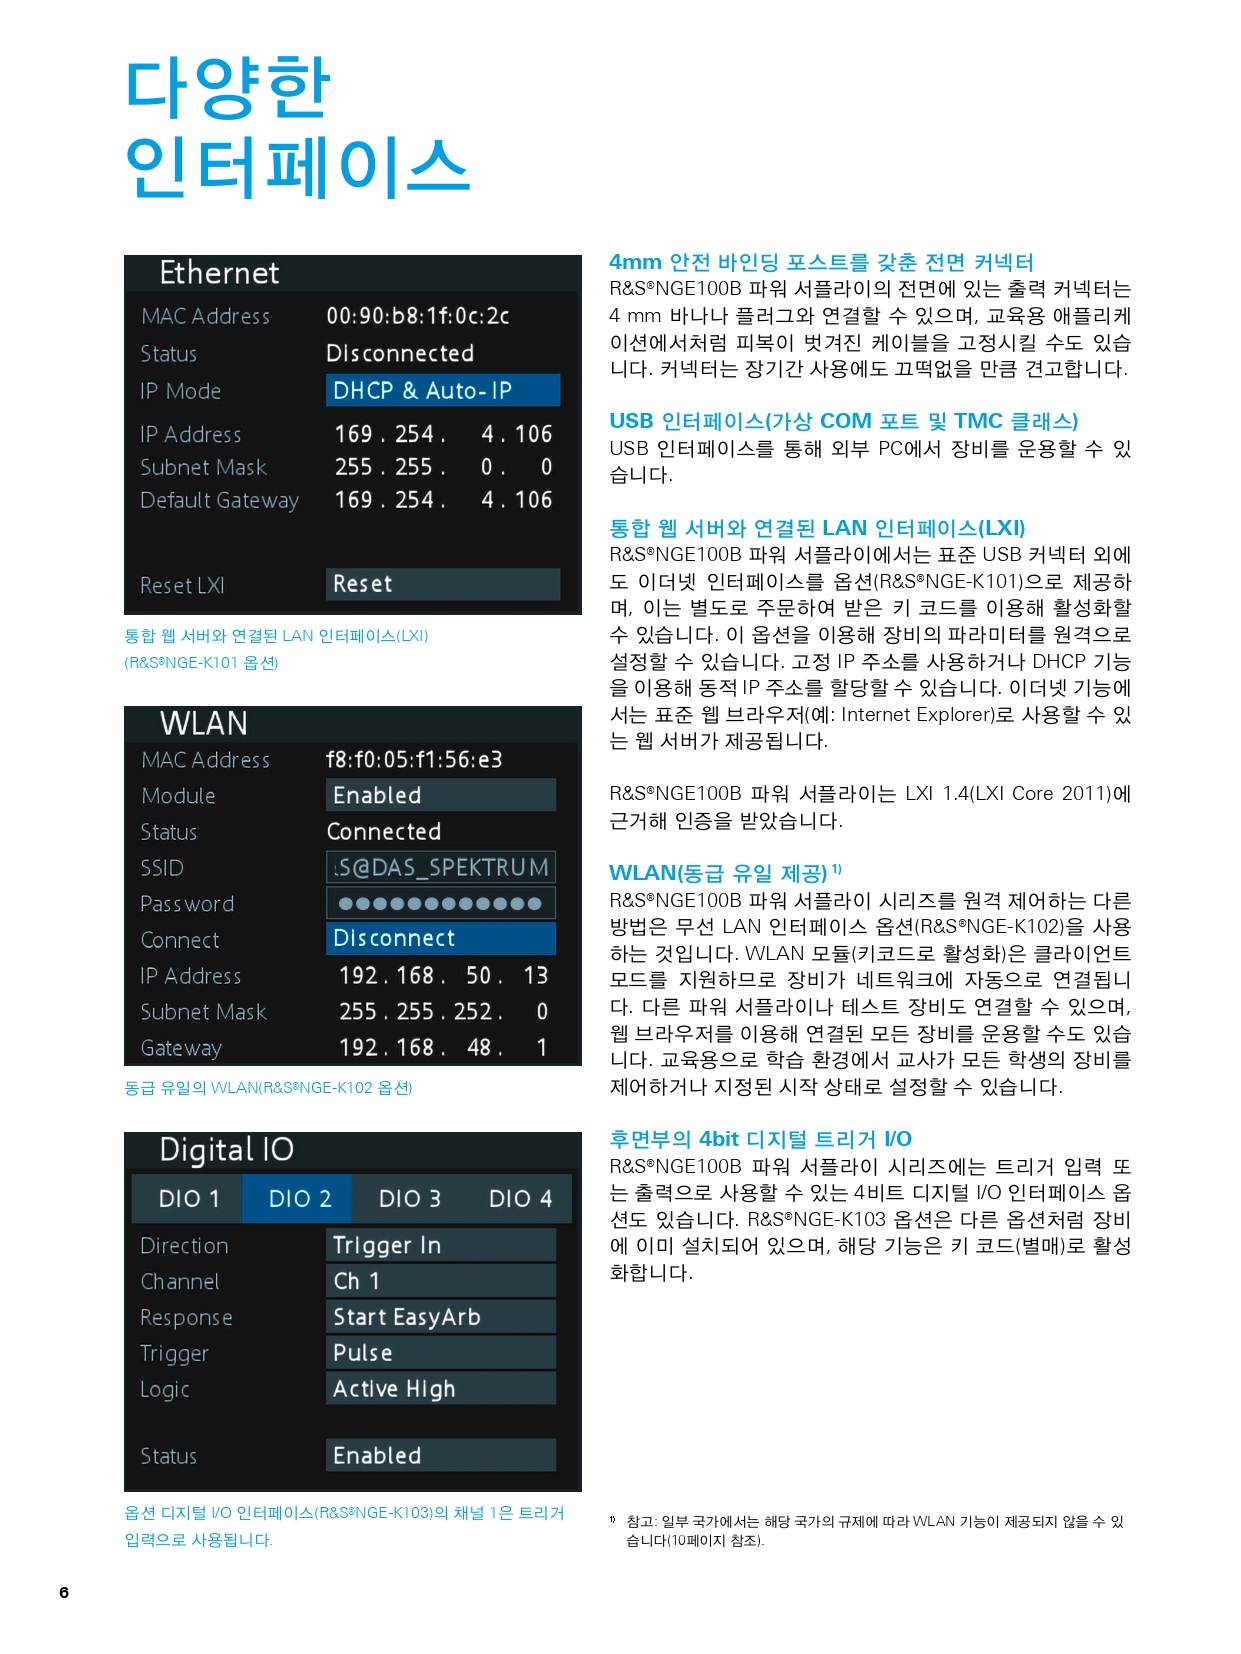 다양한
인터페이스
Ethernet
MAC Address 00:90:b8:1f:0c:2c
Status Disconnected
IP Mode DHCP & Auto-IP
IP Address 169 . 254 . 4 . 106
Subnet Mask 255 . 255 . 0 . 0
Default Gateway 169 . 254 . 4 . 106
Reset LXI Reset
통합 웹 서버와 연결된 LAN 인터페이스(LXI)
(R&S®NGE-K101 옵션)
WLAN
MAC Address f8:f0:05:f1:56:e3
Module Enabled
Status Connected
SSID S@DAS_SPEKTRUM
Password ●●●●●●●●●●●●
Connect Disconnect
IP Address 192 . 168 . 50 . 13
Subnet Mask 255 . 255 . 252 . 0
Gateway 192 . 168 . 48 . 1
동급 유일의 WLAN(R&S®NGE-K102 옵션)
Digital IO
DIO 1 DIO 2 DIO 3 DIO 4
Direction Trigger In
Channel Ch 1
Response Start EasyArb
Trigger Pulse
Logic Active High
Status Enabled
옵션 디지털 I/O 인터페이스(R&S®NGE-K103)의 채널 1은 트리거
입력으로 사용됩니다.
4mm 안전 바인딩 포스트를 갖춘 전면 커넥터
R&S®NGE100B 파워 서플라이의 전면에 있는 출력 커넥터는
4 mm 바나나 플러그와 연결할 수 있으며, 교육용 애플리케
이션에서처럼 피복이 벗겨진 케이블을 고정시킬 수도 있습
니다. 커넥터는 장기간 사용에도 끄떡없을 만큼 견고합니다.
USB 인터페이스(가상 COM 포트 및 TMC 클래스)
USB 인터페이스를 통해 외부 PC에서 장비를 운용할 수 있
습니다.
통합 웹 서버와 연결된 LAN 인터페이스(LXI)
R&S®NGE100B 파워 서플라이에서는 표준 USB 커넥터 외에
도 이더넷 인터페이스를 옵션(R&S®NGE-K101)으로 제공하
며, 이는 별도로 주문하여 받은 키 코드를 이용해 활성화할
수 있습니다. 이 옵션을 이용해 장비의 파라미터를 원격으로
설정할 수 있습니다. 고정 IP 주소를 사용하거나 DHCP 기능
을 이용해 동적 IP 주소를 할당할 수 있습니다. 이더넷 기능에
서는 표준 웹 브라우저(예: Internet Explorer)로 사용할 수 있
는 웹 서버가 제공됩니다.
R&S®NGE100B 파워 서플라이는 LXI 1.4(LXI Core 2011)에
근거해 인증을 받았습니다.
WLAN(동급 유일 제공) 1)
R&S®NGE100B 파워 서플라이 시리즈를 원격 제어하는 다른
방법은 무선 LAN 인터페이스 옵션(R&S®NGE-K102)을 사용
하는 것입니다. WLAN 모듈(키코드로 활성화)은 클라이언트
모드를 지원하므로 장비가 네트워크에 자동으로 연결됩니
다. 다른 파워 서플라이나 테스트 장비도 연결할 수 있으며,
웹 브라우저를 이용해 연결된 모든 장비를 운용할 수도 있습
니다. 교육용으로 학습 환경에서 교사가 모든 학생의 장비를
제어하거나 지정된 시작 상태로 설정할 수 있습니다.
후면부의 4bit 디지털 트리거 I/O
R&S®NGE100B 파워 서플라이 시리즈에는 트리거 입력 또
는 출력으로 사용할 수 있는 4비트 디지털 I/O 인터페이스 옵
션도 있습니다. R&S®NGE-K103 옵션은 다른 옵션처럼 장비
에 이미 설치되어 있으며, 해당 기능은 키 코드(별매)로 활성
화합니다.
1) 참고: 일부 국가에서는 해당 국가의 규제에 따라 WLAN 기능이 제공되지 않을 수 있
습니다(10페이지 참조).
6